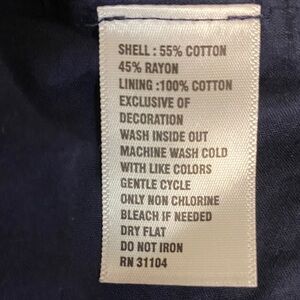 SHELL : 55% COTTON
45% RAYON
LINING :100% COTTON
EXCLUSIVE OF
DECORATION
WASH INSIDE OUT
MACHINE WASH COLD
WITH LIKE COLORS
GENTLE CYCLE
ONLY NON CHLORINE
BLEACH IF NEEDED
DRY FLAT
DO NOT IRON
RN 31104